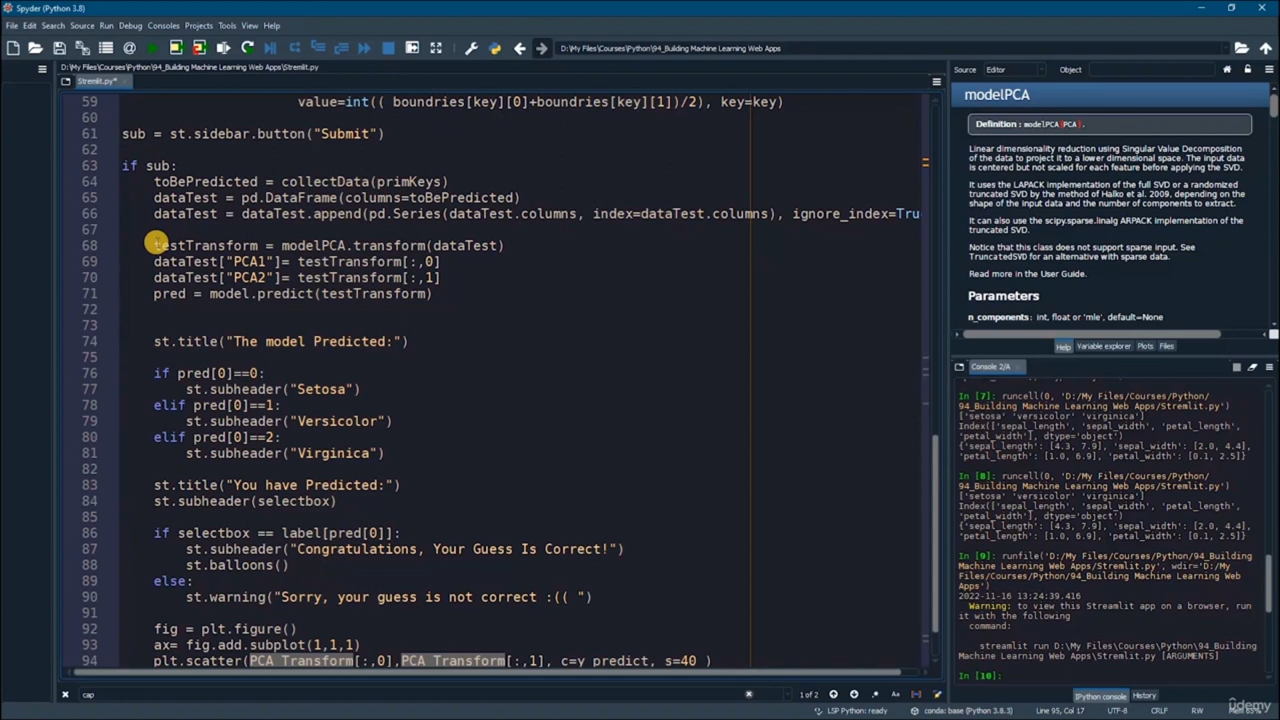 Spyder (Python 3.8)
File Edit Search Source Run Debug Consoles Projects Tools View Help
D:\My Files\Courses\Python\94_Building Machine Learning Web Apps
D:\My Files\Courses\Python\94_Building Machine Learning Web Apps\Stremlit.py
Stremlit.py*
59 value=int(( boundries[key][0]+boundries[key][1])/2), key=key)
60
61 sub = st.sidebar.button("Submit")
62
63 if sub:
64 toBePredicted = collectData(primKeys)
65 dataTest = pd.DataFrame(columns=toBePredicted)
66 dataTest = dataTest.append(pd.Series(dataTest.columns, index=dataTest.columns), ignore_index=Tru
67
68 testTransform = modelPCA.transform(dataTest)
69 dataTest["PCA1"]= testTransform[:,0]
70 dataTest["PCA2"]= testTransform[:,1]
71 pred = model.predict(testTransform)
72
73
74 st.title("The model Predicted:")
75
76 if pred[0]==0:
77 st.subheader("Setosa")
78 elif pred[0]==1:
79 st.subheader("Versicolor")
80 elif pred[0]==2:
81 st.subheader("Virginica")
82
83 st.title("You have Predicted:")
84 st.subheader(selectbox)
85
86 if selectbox == label[pred[0]]:
87 st.subheader("Congratulations, Your Guess Is Correct!")
88 st.balloons()
89 else:
90 st.warning("Sorry, your guess is not correct :(( ")
91
92 fig = plt.figure()
93 ax= fig.add.subplot(1,1,1)
94 plt.scatter(PCA_Transform[:,0],PCA_Transform[:,1], c=y_predict, s=40 )
cap
1 of 2
Aa
Source Editor Object
modelPCA
Definition : modelPCA(PCA).
Linear dimensionality reduction using Singular Value Decomposition
of the data to project it to a lower dimensional space. The input data
is centered but not scaled for each feature before applying the SVD.
It uses the LAPACK implementation of the full SVD or a randomized
truncated SVD by the method of Halko et al. 2009, depending on the
shape of the input data and the number of components to extract.
It can also use the scipy.sparse.linalg ARPACK implementation of the
truncated SVD.
Notice that this class does not support sparse input. See
TruncatedSVD for an alternative with sparse data.
Read more in the User Guide.
Parameters
n_components: int, float or 'mle', default=None
Help Variable explorer Plots Files
Console 2/A
In [7]: runcell(0, 'D:/My Files/Courses/Python/
94_Building Machine Learning Web Apps/Stremlit.py')
['setosa' 'versicolor' 'virginica']
Index(['sepal_length', 'sepal_width', 'petal_length',
'petal_width'], dtype='object')
{'sepal_length': [4.3, 7.9], 'sepal_width': [2.0, 4.4],
'petal_length': [1.0, 6.9], 'petal_width': [0.1, 2.5]}
In [8]: runcell(0, 'D:/My Files/Courses/Python/
94_Building Machine Learning Web Apps/Stremlit.py')
['setosa' 'versicolor' 'virginica']
Index(['sepal_length', 'sepal_width', 'petal_length',
'petal_width'], dtype='object')
{'sepal_length': [4.3, 7.9], 'sepal_width': [2.0, 4.4],
'petal_length': [1.0, 6.9], 'petal_width': [0.1, 2.5]}
In [9]: runfile('D:/My Files/Courses/Python/94_Building
Machine Learning Web Apps/Stremlit.py', wdir='D:/My
Files/Courses/Python/94_Building Machine Learning Web
Apps')
2022-11-16 13:24:39.416
Warning: to view this Streamlit app on a browser, run
it with the following
command:
streamlit run D:\My Files\Courses\Python\94_Building
Machine Learning Web Apps\Stremlit.py [ARGUMENTS]
In [10]:
IPython console History
LSP Python: ready conda: base (Python 3.8.3) Line 95, Col 17 UTF-8 CRLF RW
udemy